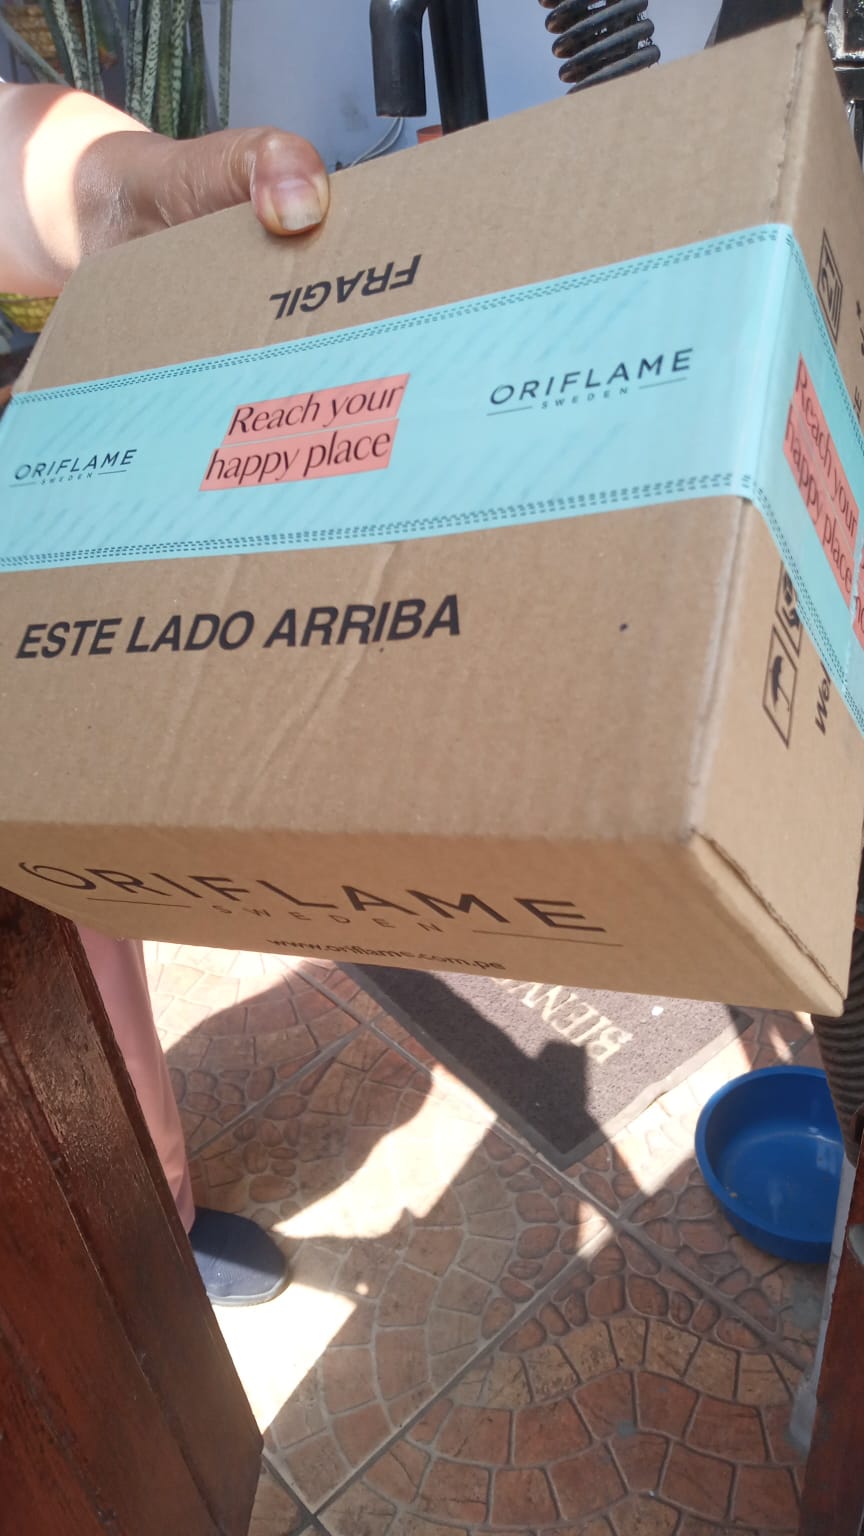 FRAGIL
ORIFLAME
SWEDEN
Reach your
happy place
ORIFLAME
SWEDEN
Reach your
happy place
ESTE LADO ARRIBA
ORIFLAME
SWEDEN
www.oriflame.com.pe